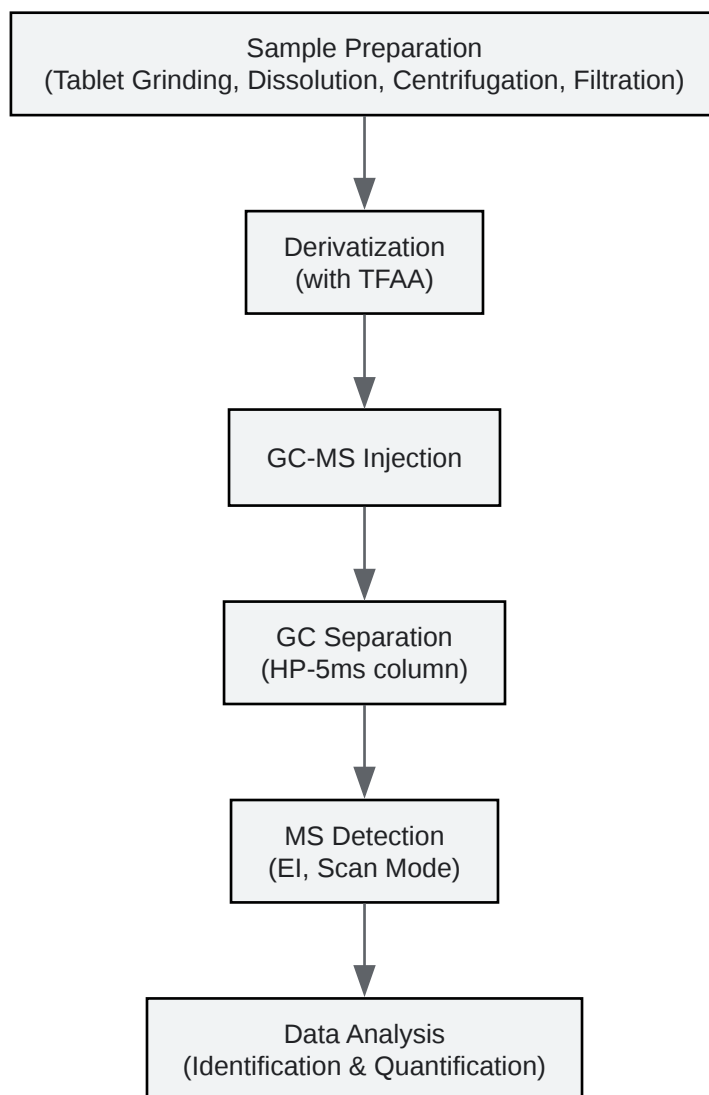 Sample Preparation
(Tablet Grinding, Dissolution, Centrifugation, Filtration)
Derivatization
(with TFAA)
GC-MS Injection
GC Separation
(HP-5ms column)
MS Detection
(EI, Scan Mode)
Data Analysis
(Identification & Quantification)